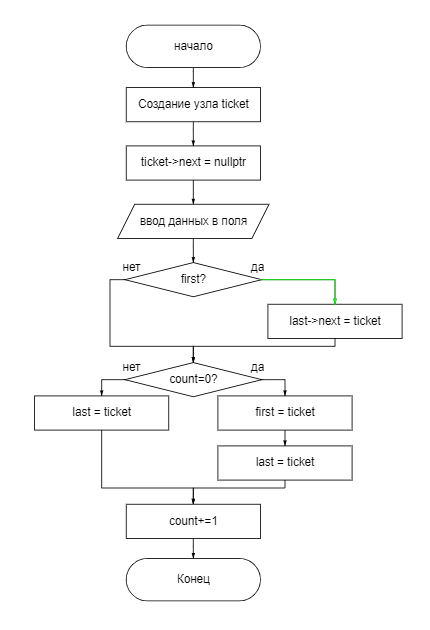 начало
Создание узла ticket
ticket->next = nullptr
ввод данных в поля
нет
да
first?
last->next = ticket
нет
да
count=0?
last = ticket
first = ticket
last = ticket
count+=1
Конец